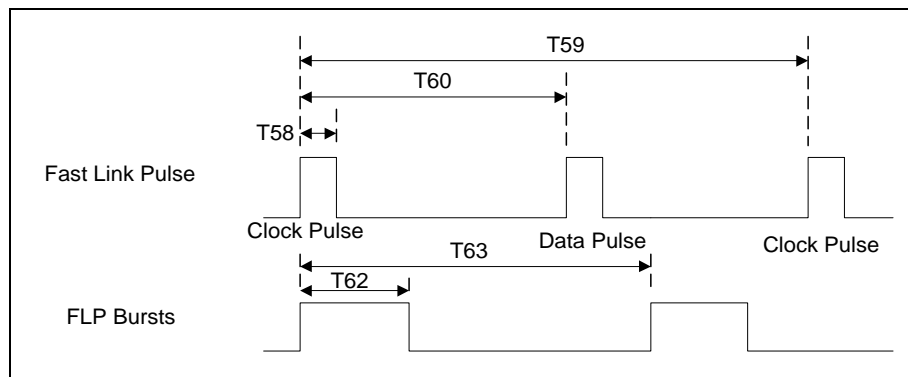 T59
T60
T58
Fast Link Pulse
Clock Pulse
Data Pulse
Clock Pulse
T63
T62
FLP Bursts